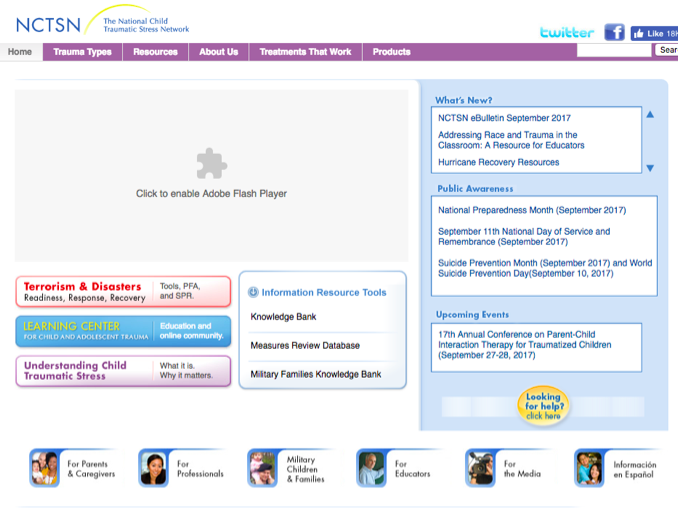 NCTSN
The National Child
Traumatic Stress Network
twitter
f
Like 18K
Home
Trauma Types
Resources
About Us
Treatments That Work
Products
Sear
Click to enable Adobe Flash Player
What's New?
NCTSN eBulletin September 2017
Addressing Race and Trauma in the
Classroom: A Resource for Educators
Hurricane Recovery Resources
Public Awareness
National Preparedness Month (September 2017)
September 11th National Day of Service and
Remembrance (September 2017)
Suicide Prevention Month (September 2017) and World
Suicide Prevention Day(September 10, 2017)
Upcoming Events
17th Annual Conference on Parent-Child
Interaction Therapy for Traumatized Children
(September 27-28, 2017)
Looking
for help?
click here
Terrorism & Disasters
Readiness, Response, Recovery
Tools, PFA,
and SPR.
LEARNING CENTER
FOR CHILD AND ADOLESCENT TRAUMA
Education and
online community.
Understanding Child
Traumatic Stress
What it is.
Why it matters.
Information Resource Tools
Knowledge Bank
Measures Review Database
Military Families Knowledge Bank
For Parents
& Caregivers
For
Professionals
Military
Children
& Families
For
Educators
For
the Media
Información
en Español